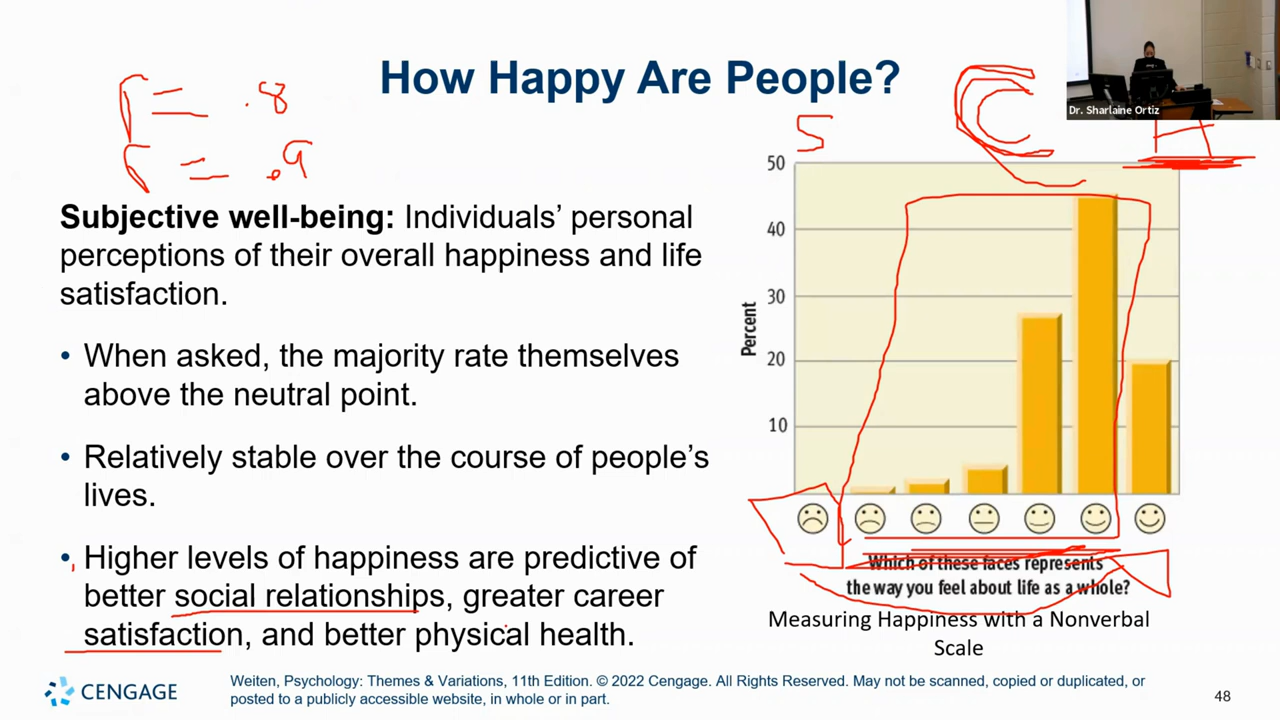 How Happy Are People?
r = .8
r = .9
Dr. Sharlaine Ortiz
S
C
H
Subjective well-being: Individuals’ personal
perceptions of their overall happiness and life
satisfaction.
• When asked, the majority rate themselves
above the neutral point.
• Relatively stable over the course of people’s
lives.
• Higher levels of happiness are predictive of
better social relationships, greater career
satisfaction, and better physical health.
50
40
30
20
10
Percent
Which of these faces represents
the way you feel about life as a whole?
Measuring Happiness with a Nonverbal
Scale
CENGAGE
Weiten, Psychology: Themes & Variations, 11th Edition. © 2022 Cengage. All Rights Reserved. May not be scanned, copied or duplicated, or
posted to a publicly accessible website, in whole or in part.
48